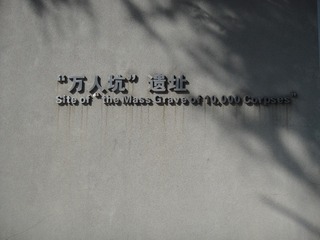 “万人坑”遗址
Site of “the Mass Grave of 10,000 Corpses”